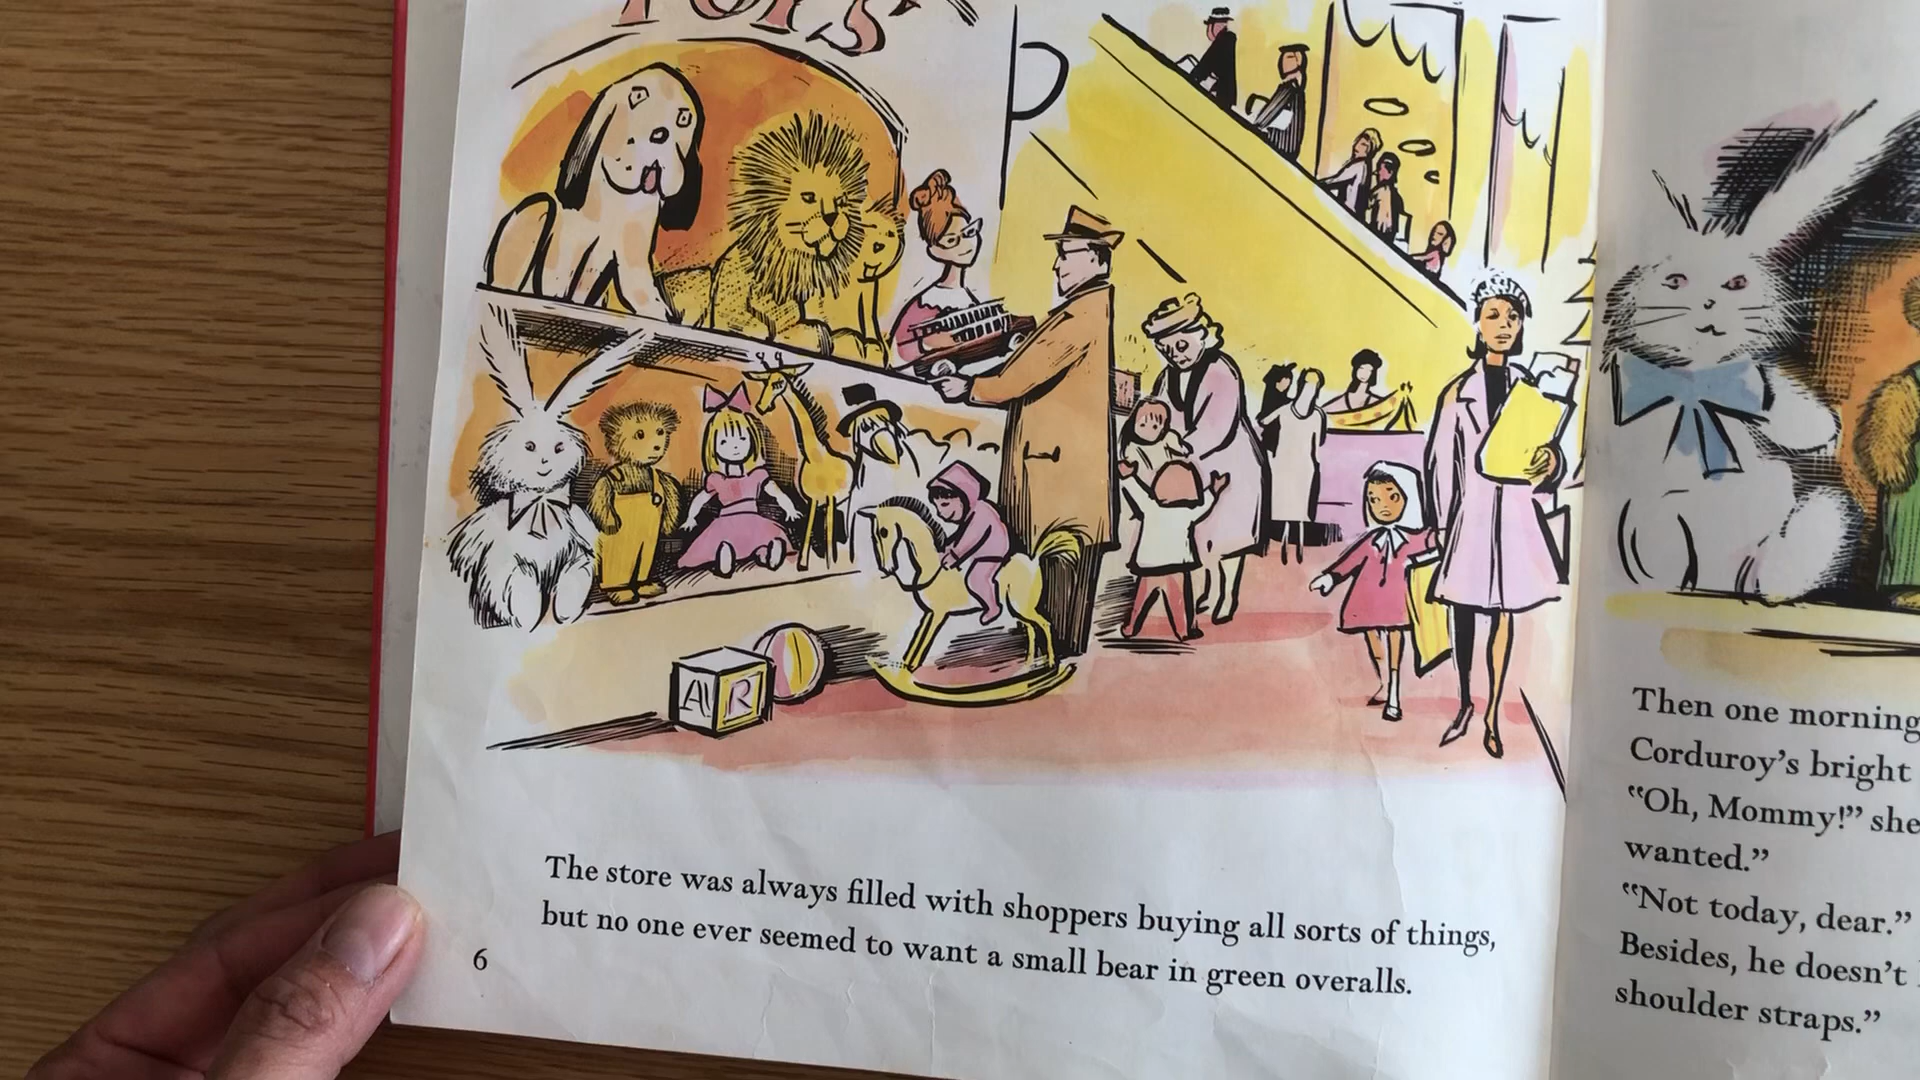 TOYS
A R
The store was always filled with shoppers buying all sorts of things,
but no one ever seemed to want a small bear in green overalls.
6
Then one morning
Corduroy’s bright
“Oh, Mommy!” she
wanted.”
“Not today, dear.”
Besides, he doesn’t
shoulder straps.”